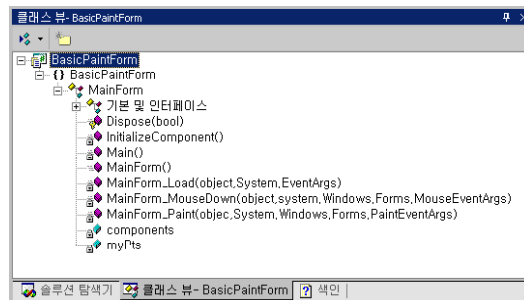 클래스 뷰- BasicPaintForm
BasicPaintForm
{} BasicPaintForm
MainForm
기본 및 인터페이스
Dispose(bool)
InitializeComponent()
Main()
MainForm()
MainForm_Load(object,System,EventArgs)
MainForm_MouseDown(object,system,Windows,Forms,MouseEventArgs)
MainForm_Paint(objec,System,Windows,Forms,PaintEventArgs)
components
myPts
솔루션 탐색기 클래스 뷰- BasicPaintForm 색인